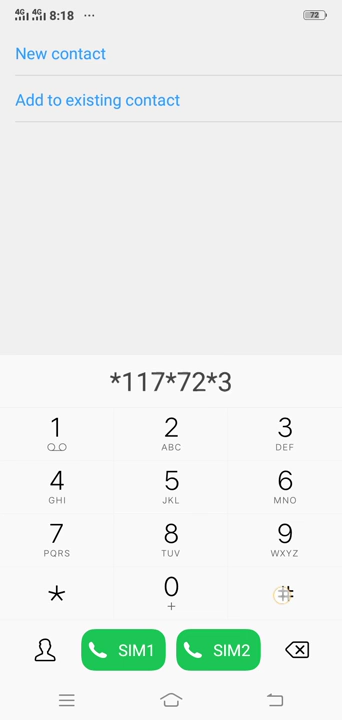 4G 4G 8:18 ... 72
New contact
Add to existing contact
*117*72*3
1 2 3
ABC DEF
4 5 6
GHI JKL MNO
7 8 9
PQRS TUV WXYZ
* 0 #
+
SIM1 SIM2